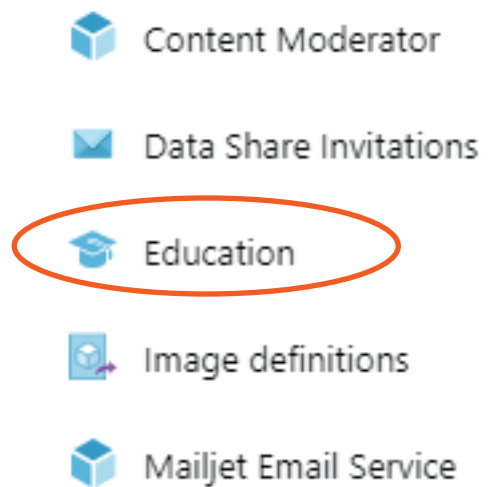 Content Moderator
Data Share Invitations
Education
Image definitions
Mailjet Email Service